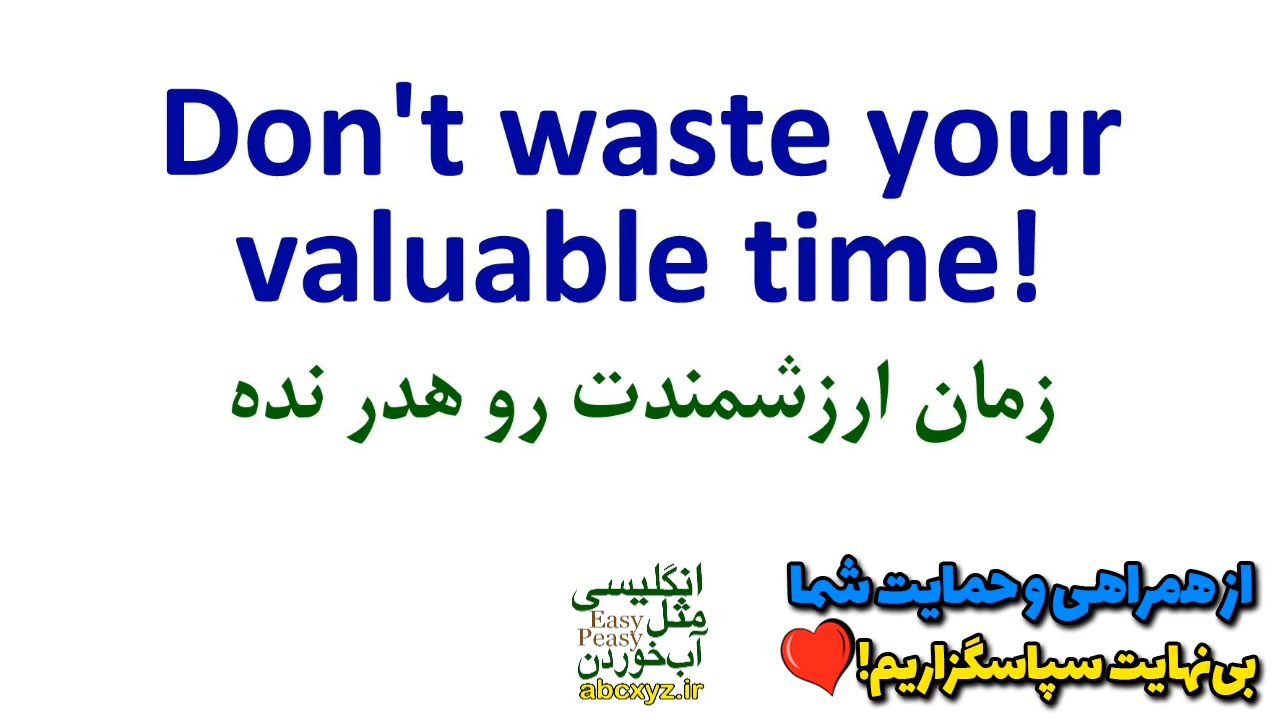 Don't waste your
valuable time!
زمان ارزشمندت رو هدر نده
انگلیسی
مثل
Easy
Peasy
آب خوردن
abcxyz.ir
از همراهی و حمایت شما
بی‌نهایت سپاسگزاریم!